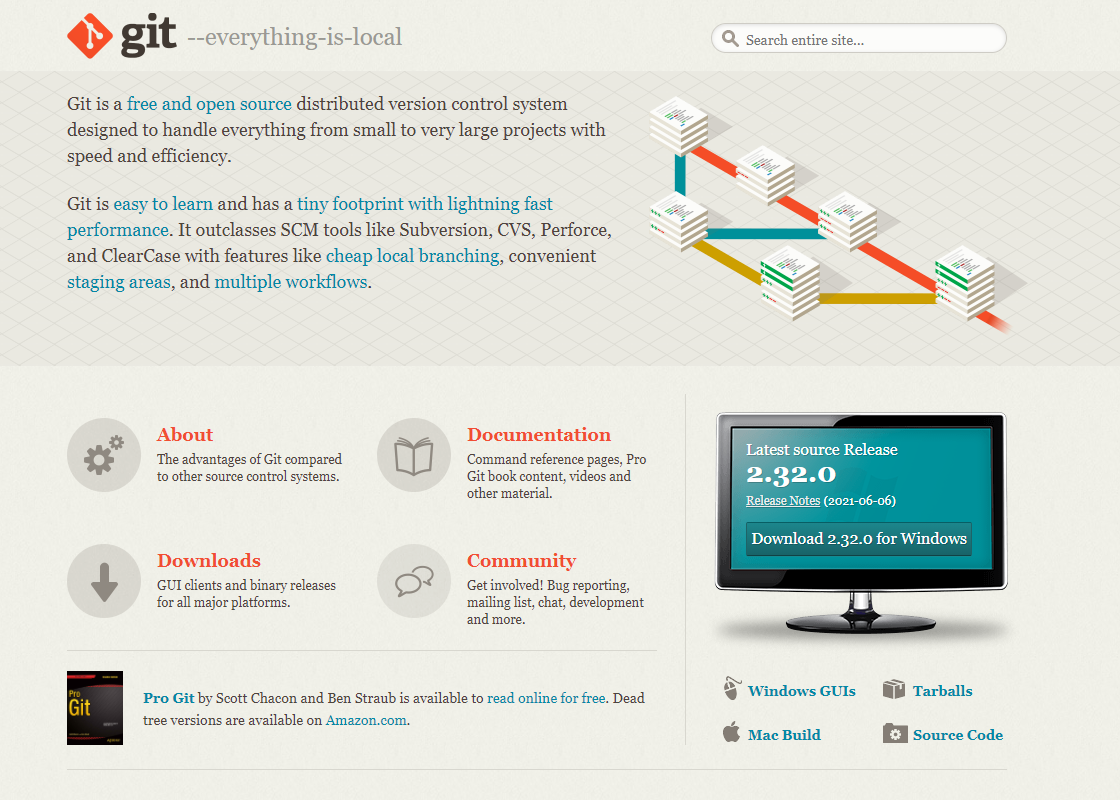 git --everything-is-local
Search entire site...
Git is a free and open source distributed version control system
designed to handle everything from small to very large projects with
speed and efficiency.
Git is easy to learn and has a tiny footprint with lightning fast
performance. It outclasses SCM tools like Subversion, CVS, Perforce,
and ClearCase with features like cheap local branching, convenient
staging areas, and multiple workflows.
About
The advantages of Git compared
to other source control systems.
Documentation
Command reference pages, Pro
Git book content, videos and
other material.
Downloads
GUI clients and binary releases
for all major platforms.
Community
Get involved! Bug reporting,
mailing list, chat, development
and more.
Pro
Git
Pro Git by Scott Chacon and Ben Straub is available to read online for free. Dead
tree versions are available on Amazon.com.
Latest source Release
2.32.0
Release Notes (2021-06-06)
Download 2.32.0 for Windows
Windows GUIs
Tarballs
Mac Build
Source Code